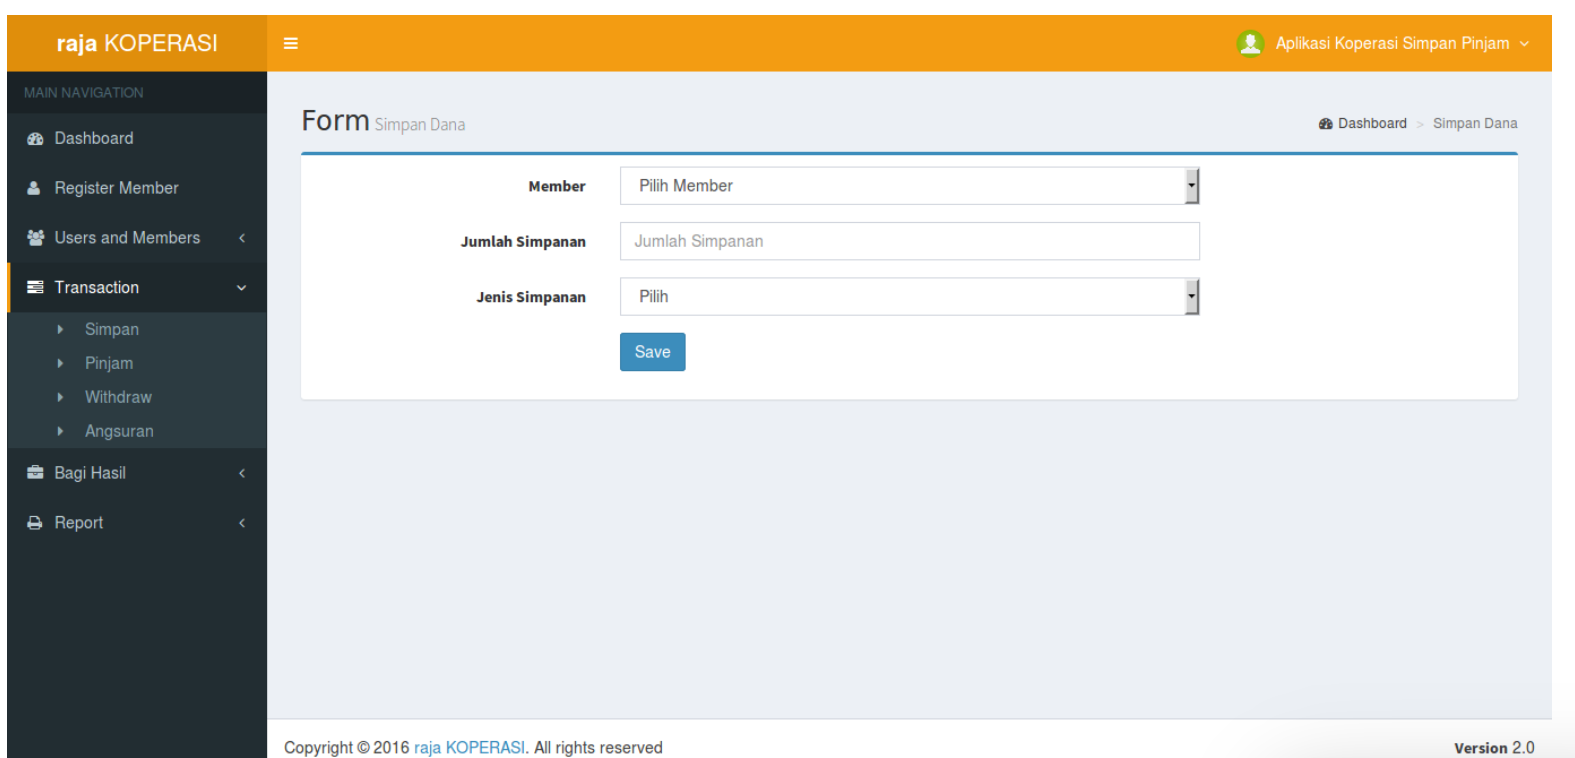 raja KOPERASI
Aplikasi Koperasi Simpan Pinjam
MAIN NAVIGATION
Dashboard
Register Member
Users and Members
Transaction
Simpan
Pinjam
Withdraw
Angsuran
Bagi Hasil
Report
Form Simpan Dana
Dashboard > Simpan Dana
Member Pilih Member
Jumlah Simpanan Jumlah Simpanan
Jenis Simpanan Pilih
Save
Copyright © 2016 raja KOPERASI. All rights reserved
Version 2.0